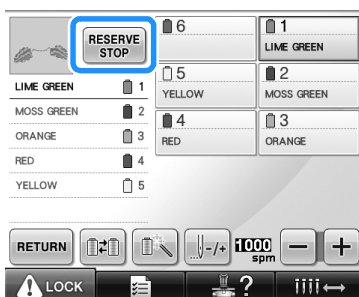 RESERVE
STOP
LIME GREEN 1
MOSS GREEN 2
ORANGE 3
RED 4
YELLOW 5
6
1
LIME GREEN
5
YELLOW
2
MOSS GREEN
4
RED
3
ORANGE
RETURN
-/+
1000
spm
− +
LOCK
?